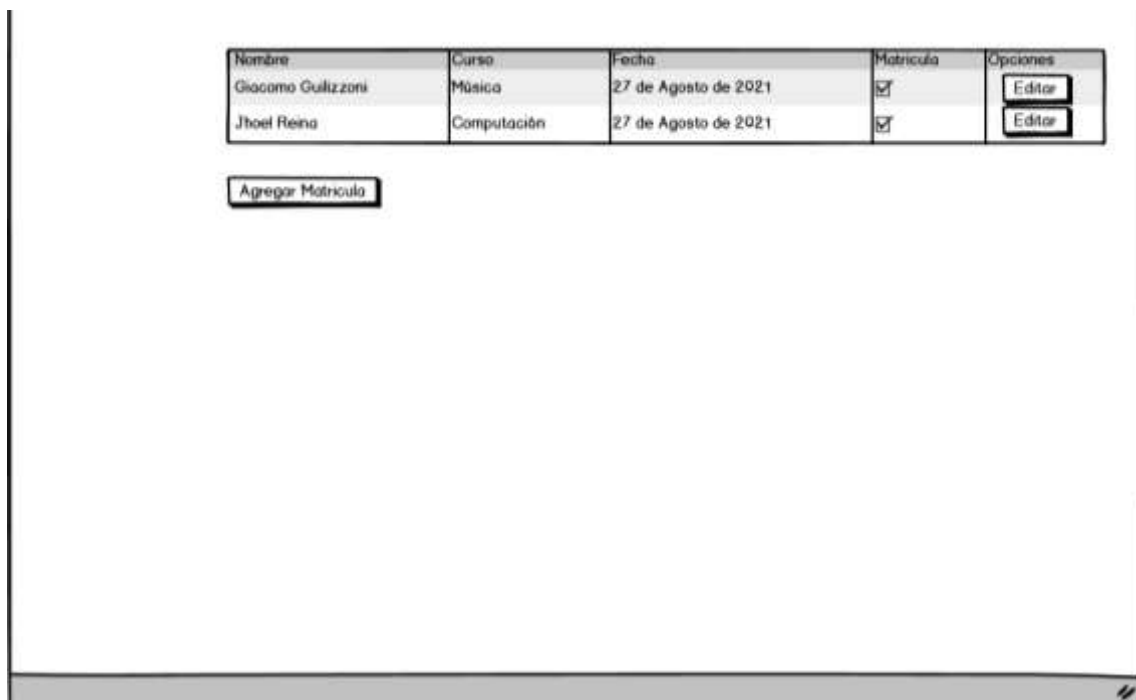 Nombre Curso Fecha Matricula Opciones
Giacomo Guilizzoni Música 27 de Agosto de 2021 Editar
Jhoel Reina Computación 27 de Agosto de 2021 Editar
Agregar Matricula